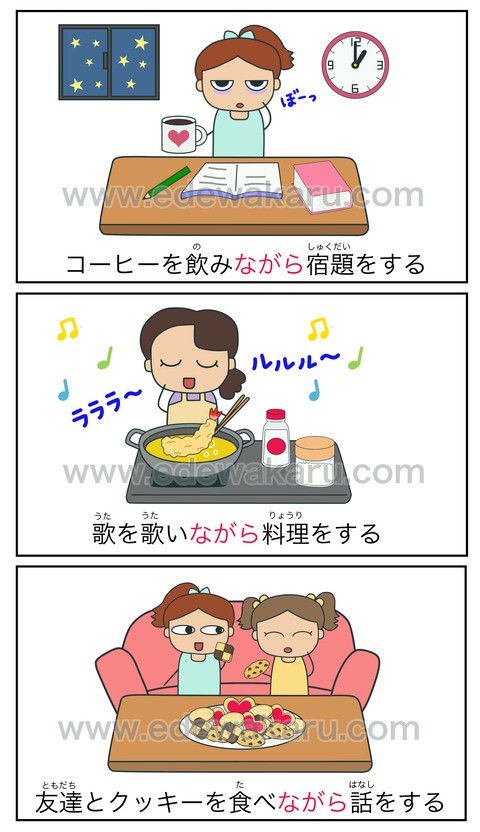 12
3
6
9
ぼーっ
www.edewakaru.com
の しゅくだい
コーヒーを飲みながら宿題をする
ラララ〜
ルルル〜
www.edewakaru.com
うた うた りょうり
歌を歌いながら料理をする
www.edewakaru.com
ともだち た はなし
友達とクッキーを食べながら話をする